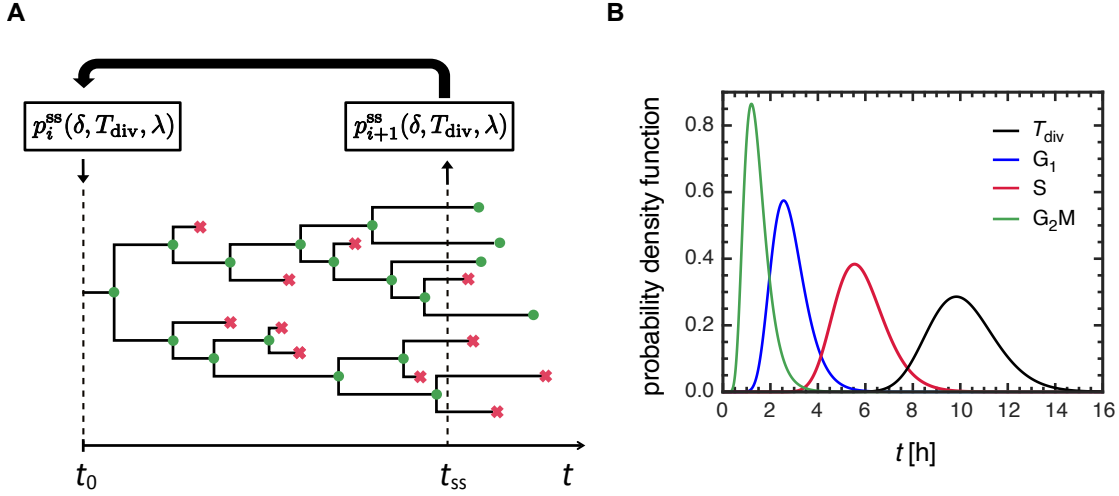 A
p_i^ss(δ, T_div, λ)
p_{i+1}^ss(δ, T_div, λ)
t_0
t_ss
t
B
probability density function
0.8
0.6
0.4
0.2
0.0
T_div
G_1
S
G_2M
0 2 4 6 8 10 12 14 16
t [h]